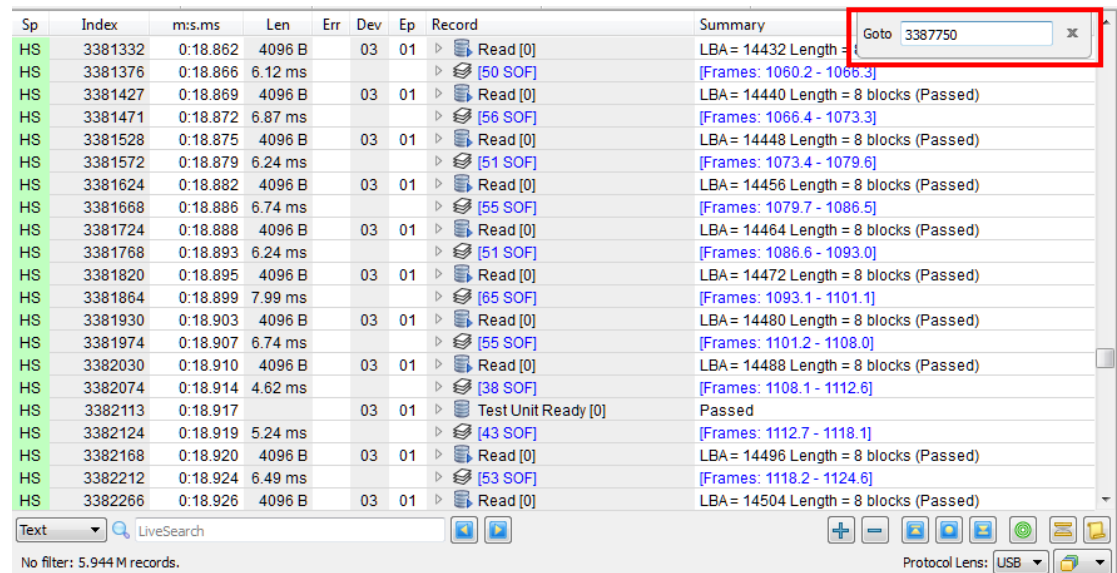 Sp Index m:s.ms Len Err Dev Ep Record Summary
Goto 3387750 x
HS 3381332 0:18.862 4096 B 03 01 Read [0] LBA = 14432 Length =
HS 3381376 0:18.866 6.12 ms [50 SOF] [Frames: 1060.2 - 1066.3]
HS 3381427 0:18.869 4096 B 03 01 Read [0] LBA = 14440 Length = 8 blocks (Passed)
HS 3381471 0:18.872 6.87 ms [56 SOF] [Frames: 1066.4 - 1073.3]
HS 3381528 0:18.875 4096 B 03 01 Read [0] LBA = 14448 Length = 8 blocks (Passed)
HS 3381572 0:18.879 6.24 ms [51 SOF] [Frames: 1073.4 - 1079.6]
HS 3381624 0:18.882 4096 B 03 01 Read [0] LBA = 14456 Length = 8 blocks (Passed)
HS 3381668 0:18.886 6.74 ms [55 SOF] [Frames: 1079.7 - 1086.5]
HS 3381724 0:18.888 4096 B 03 01 Read [0] LBA = 14464 Length = 8 blocks (Passed)
HS 3381768 0:18.893 6.24 ms [51 SOF] [Frames: 1086.6 - 1093.0]
HS 3381820 0:18.895 4096 B 03 01 Read [0] LBA = 14472 Length = 8 blocks (Passed)
HS 3381864 0:18.899 7.99 ms [65 SOF] [Frames: 1093.1 - 1101.1]
HS 3381930 0:18.903 4096 B 03 01 Read [0] LBA = 14480 Length = 8 blocks (Passed)
HS 3381974 0:18.907 6.74 ms [55 SOF] [Frames: 1101.2 - 1108.0]
HS 3382030 0:18.910 4096 B 03 01 Read [0] LBA = 14488 Length = 8 blocks (Passed)
HS 3382074 0:18.914 4.62 ms [38 SOF] [Frames: 1108.1 - 1112.6]
HS 3382113 0:18.917 03 01 Test Unit Ready [0] Passed
HS 3382124 0:18.919 5.24 ms [43 SOF] [Frames: 1112.7 - 1118.1]
HS 3382168 0:18.920 4096 B 03 01 Read [0] LBA = 14496 Length = 8 blocks (Passed)
HS 3382212 0:18.924 6.49 ms [53 SOF] [Frames: 1118.2 - 1124.6]
HS 3382266 0:18.926 4096 B 03 01 Read [0] LBA = 14504 Length = 8 blocks (Passed)
Text LiveSearch
No filter: 5.944 M records. Protocol Lens: USB